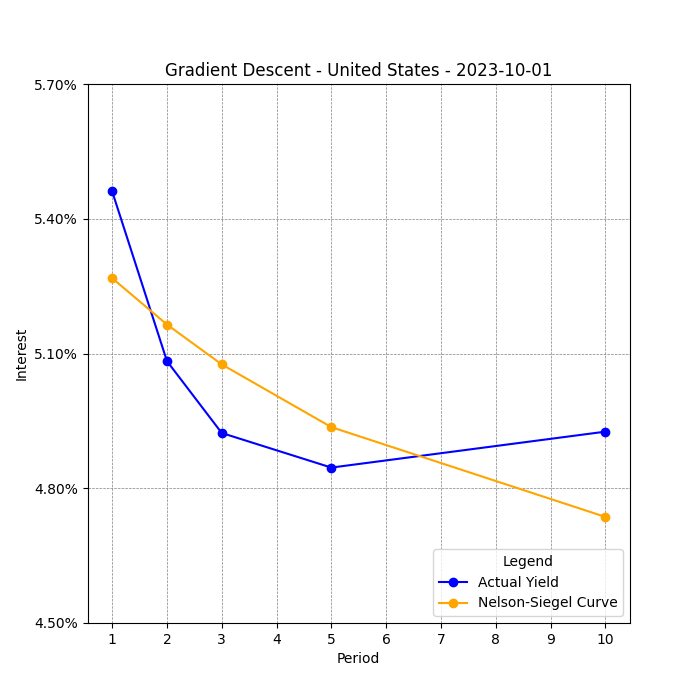 Gradient Descent - United States - 2023-10-01
5.70%
5.40%
5.10%
4.80%
4.50%
Interest
1 2 3 4 5 6 7 8 9 10
Period
Legend
Actual Yield
Nelson-Siegel Curve